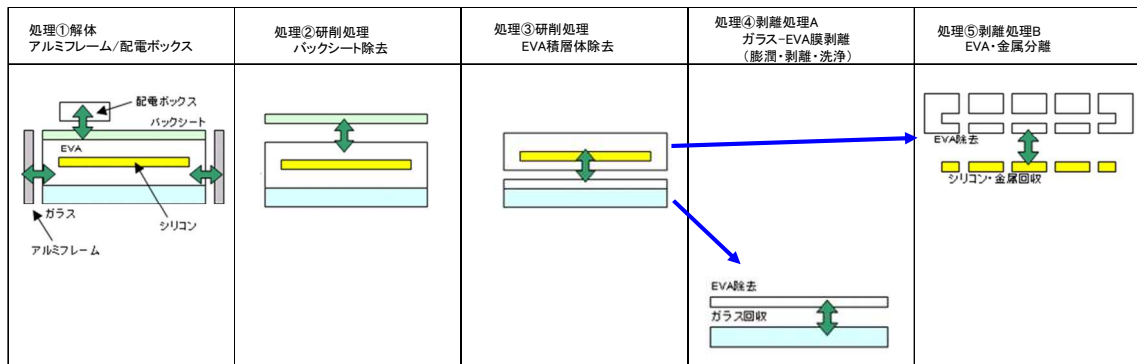 処理①解体
アルミフレーム/配電ボックス
処理②研削処理
バックシート除去
処理③研削処理
EVA積層体除去
処理④剥離処理A
ガラス-EVA膜剥離
(膨潤・剥離・洗浄)
処理⑤剥離処理B
EVA・金属分離
配電ボックス
バックシート
EVA
ガラス
シリコン
アルミフレーム
EVA除去
ガラス回収
EVA除去
シリコン・金属回収